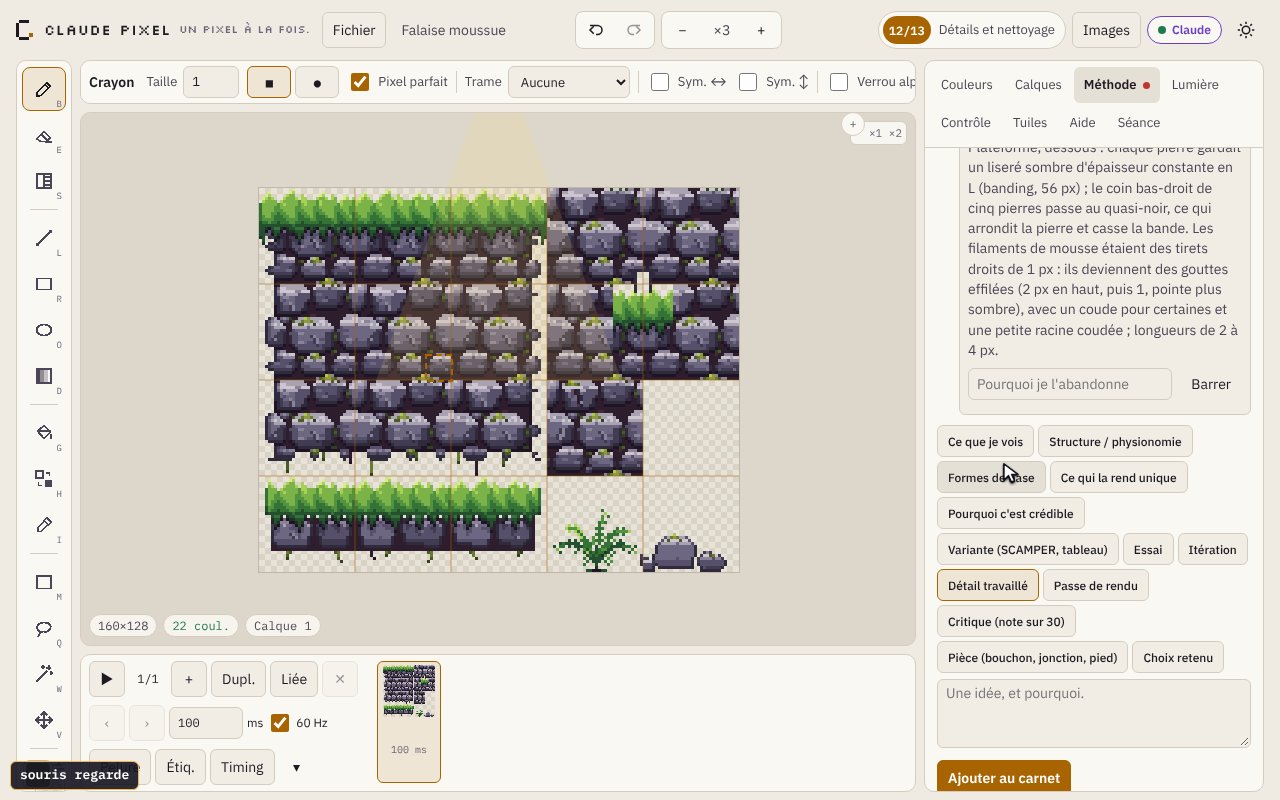 CLAUDE PIXEL UN PIXEL À LA FOIS. Fichier Falaise moussue − ×3 + 12/13 Détails et nettoyage Images Claude
Crayon Taille 1 Pixel parfait Trame Aucune Sym. Sym. Verrou alp
Couleurs Calques Méthode Lumière
Contrôle Tuiles Aide Séance
B
E
S
L
R
O
D
G
H
I
M
Q
W
V
+ ×1 ×2
Plateforme, dessous : chaque pierre gardait
un liseré sombre d'épaisseur constante en
L (banding, 56 px) ; le coin bas-droit de
cinq pierres passe au quasi-noir, ce qui
arrondit la pierre et casse la bande. Les
filaments de mousse étaient des tirets
droits de 1 px : ils deviennent des gouttes
effilées (2 px en haut, puis 1, pointe plus
sombre), avec un coude pour certaines et
une petite racine coudée ; longueurs de 2 à
4 px.
Pourquoi je l'abandonne Barrer
Ce que je vois Structure / physionomie
Formes de base Ce qui la rend unique
Pourquoi c'est crédible
Variante (SCAMPER, tableau) Essai Itération
Détail travaillé Passe de rendu
Critique (note sur 30)
Pièce (bouchon, jonction, pied) Choix retenu
Une idée, et pourquoi.
Ajouter au carnet
160×128 22 coul. Calque 1
1/1 + Dupl. Liée ×
‹ › 100 ms 60 Hz
Étiq. Timing
100 ms
souris regarde